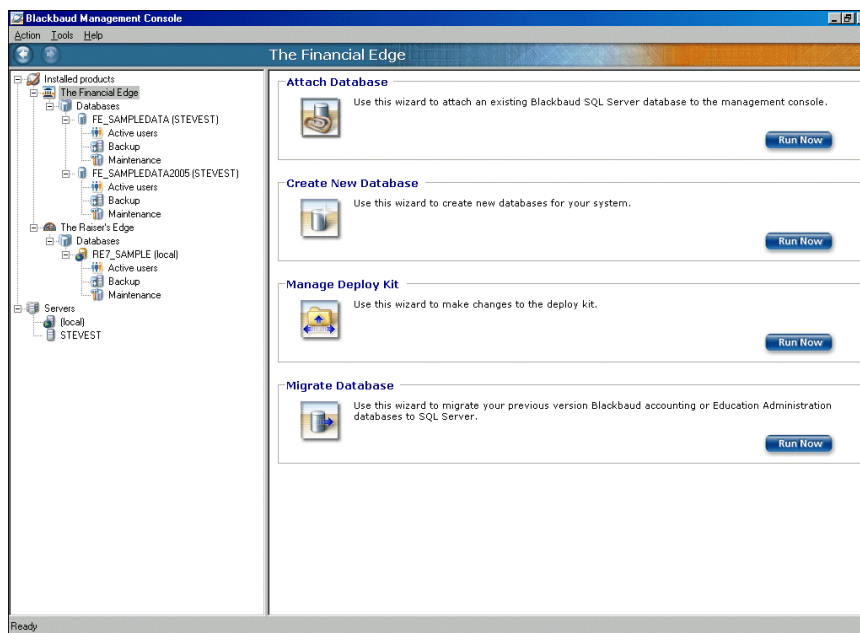 Blackbaud Management Console
Action Tools Help
The Financial Edge
Installed products
The Financial Edge
Databases
FE_SAMPLEDATA (STEVEST)
Active users
Backup
Maintenance
FE_SAMPLEDATA2005 (STEVEST)
Active users
Backup
Maintenance
The Raiser's Edge
Databases
RE7_SAMPLE (local)
Active users
Backup
Maintenance
Servers
(local)
STEVEST
Attach Database
Use this wizard to attach an existing Blackbaud SQL Server database to the management console.
Run Now
Create New Database
Use this wizard to create new databases for your system.
Run Now
Manage Deploy Kit
Use this wizard to make changes to the deploy kit.
Run Now
Migrate Database
Use this wizard to migrate your previous version Blackbaud accounting or Education Administration
databases to SQL Server.
Run Now
Ready